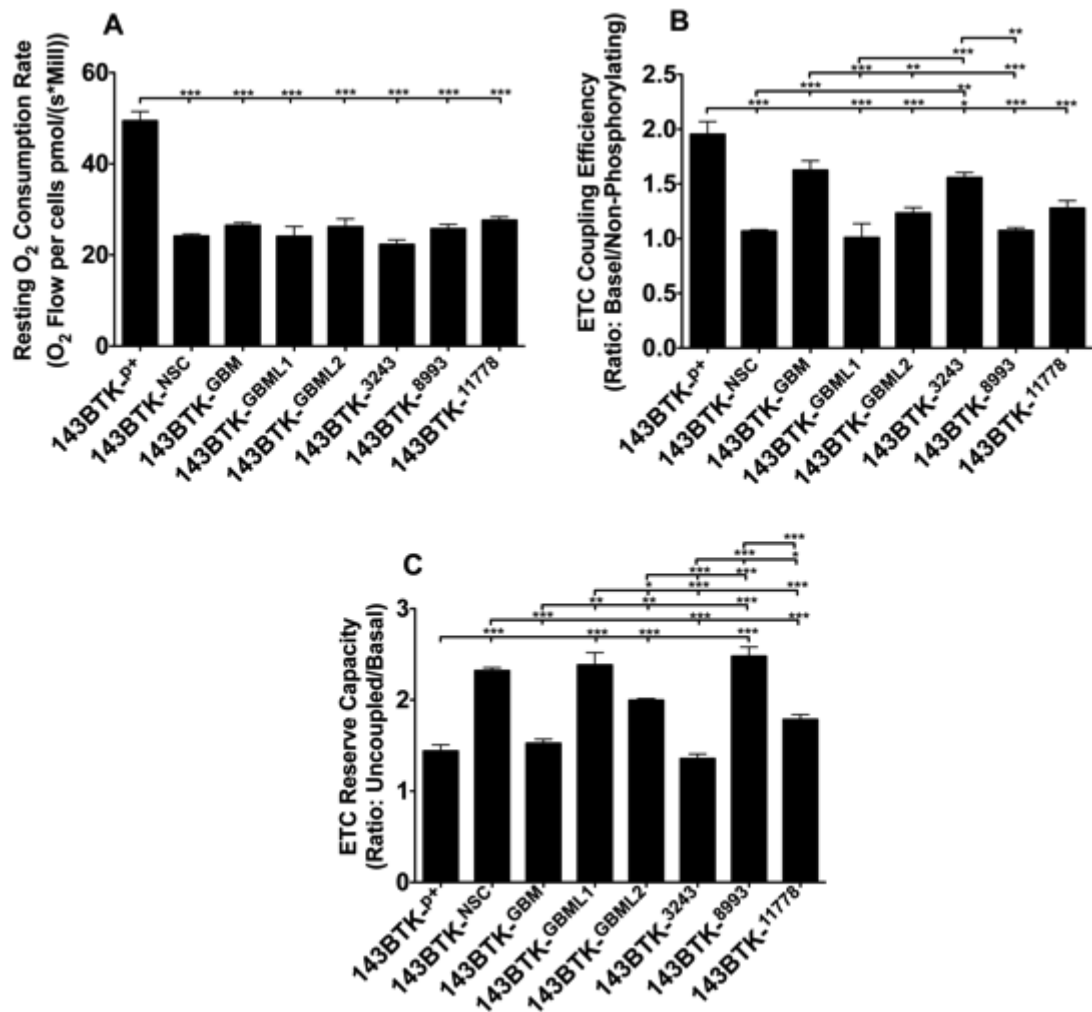 A
Resting O2 Consumption Rate
(O2 Flow per cells pmol/(s*Mill))
60
40
20
0
*** *** *** *** *** *** ***
143BTK-P+
143BTK-NSC
143BTK-GBM
143BTK-GBML1
143BTK-GBML2
143BTK-3243
143BTK-8993
143BTK-11778
B
ETC Coupling Efficiency
(Ratio: Basel/Non-Phosphorylating)
2.5
2.0
1.5
1.0
0.5
0.0
**
***
*** ** ***
*** **
*** *** *** * *** ***
143BTK-P+
143BTK-NSC
143BTK-GBM
143BTK-GBML1
143BTK-GBML2
143BTK-3243
143BTK-8993
143BTK-11778
C
ETC Reserve Capacity
(Ratio: Uncoupled/Basal)
3
2
1
0
***
*** *
*** ***
* *** ***
** ** ***
*** *** ***
*** *** *** ***
143BTK-P+
143BTK-NSC
143BTK-GBM
143BTK-GBML1
143BTK-GBML2
143BTK-3243
143BTK-8993
143BTK-11778